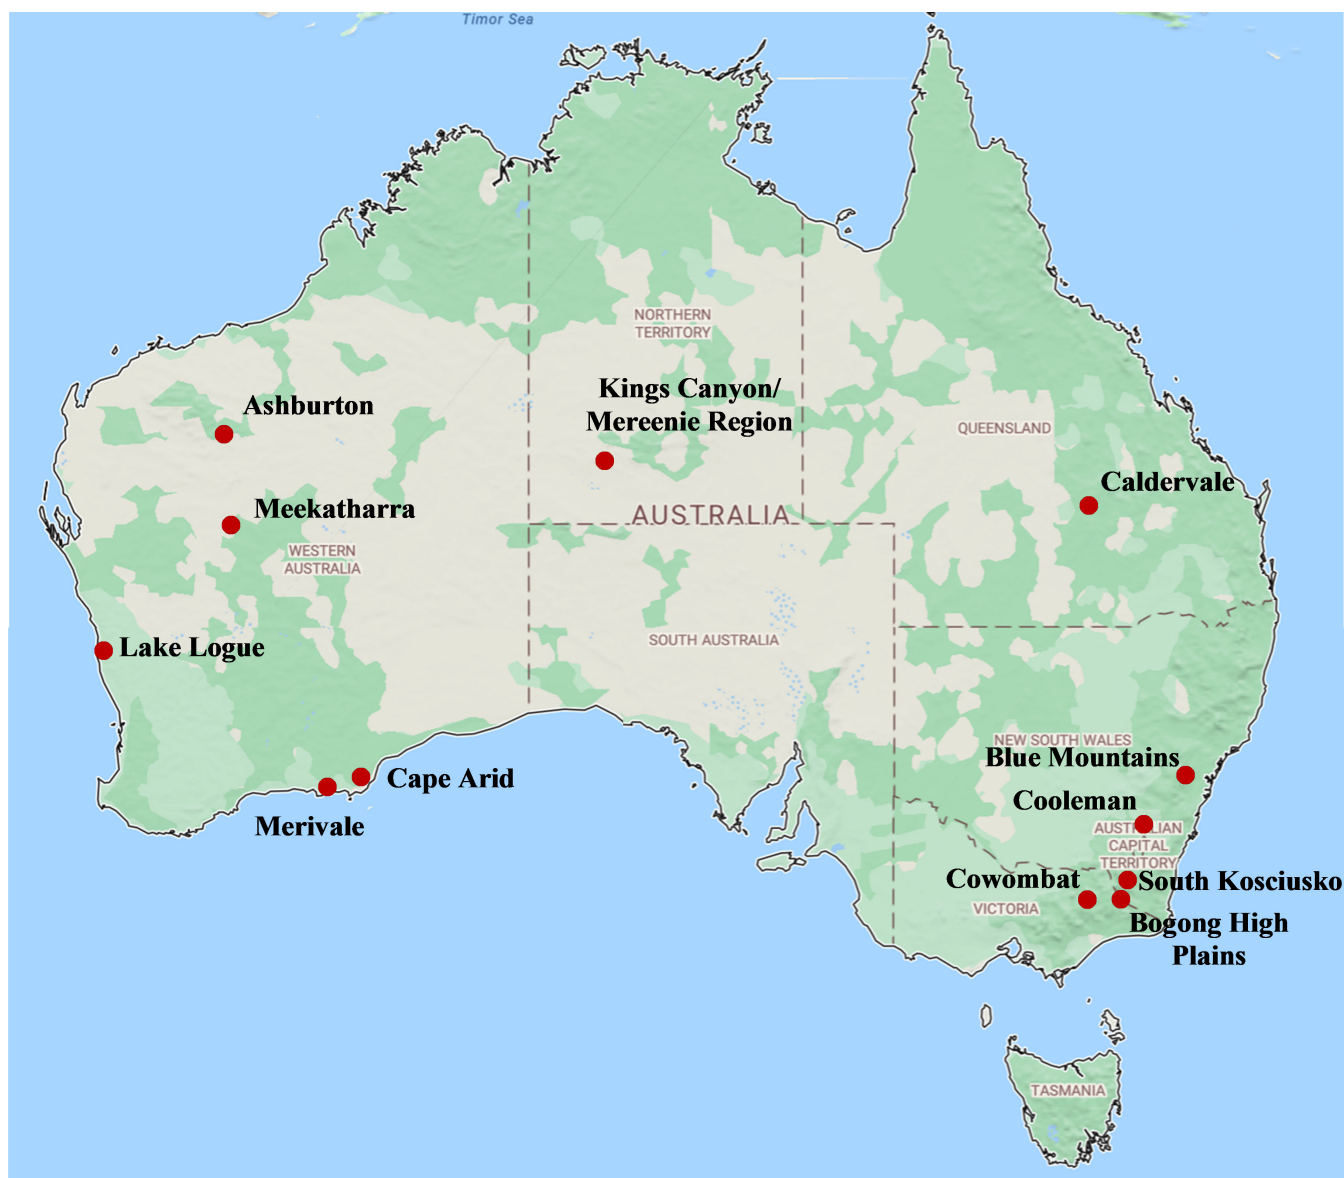 Timor Sea
NORTHERN
TERRITORY
Kings Canyon/
Mereenie Region
Ashburton
QUEENSLAND
Caldervale
Meekatharra
AUSTRALIA
WESTERN
AUSTRALIA
Lake Logue
SOUTH AUSTRALIA
NEW SOUTH WALES
Blue Mountains
Cape Arid
Merivale
Cooleman
AUSTRALIAN
CAPITAL
TERRITORY
Cowombat
South Kosciusko
VICTORIA
Bogong High
Plains
TASMANIA